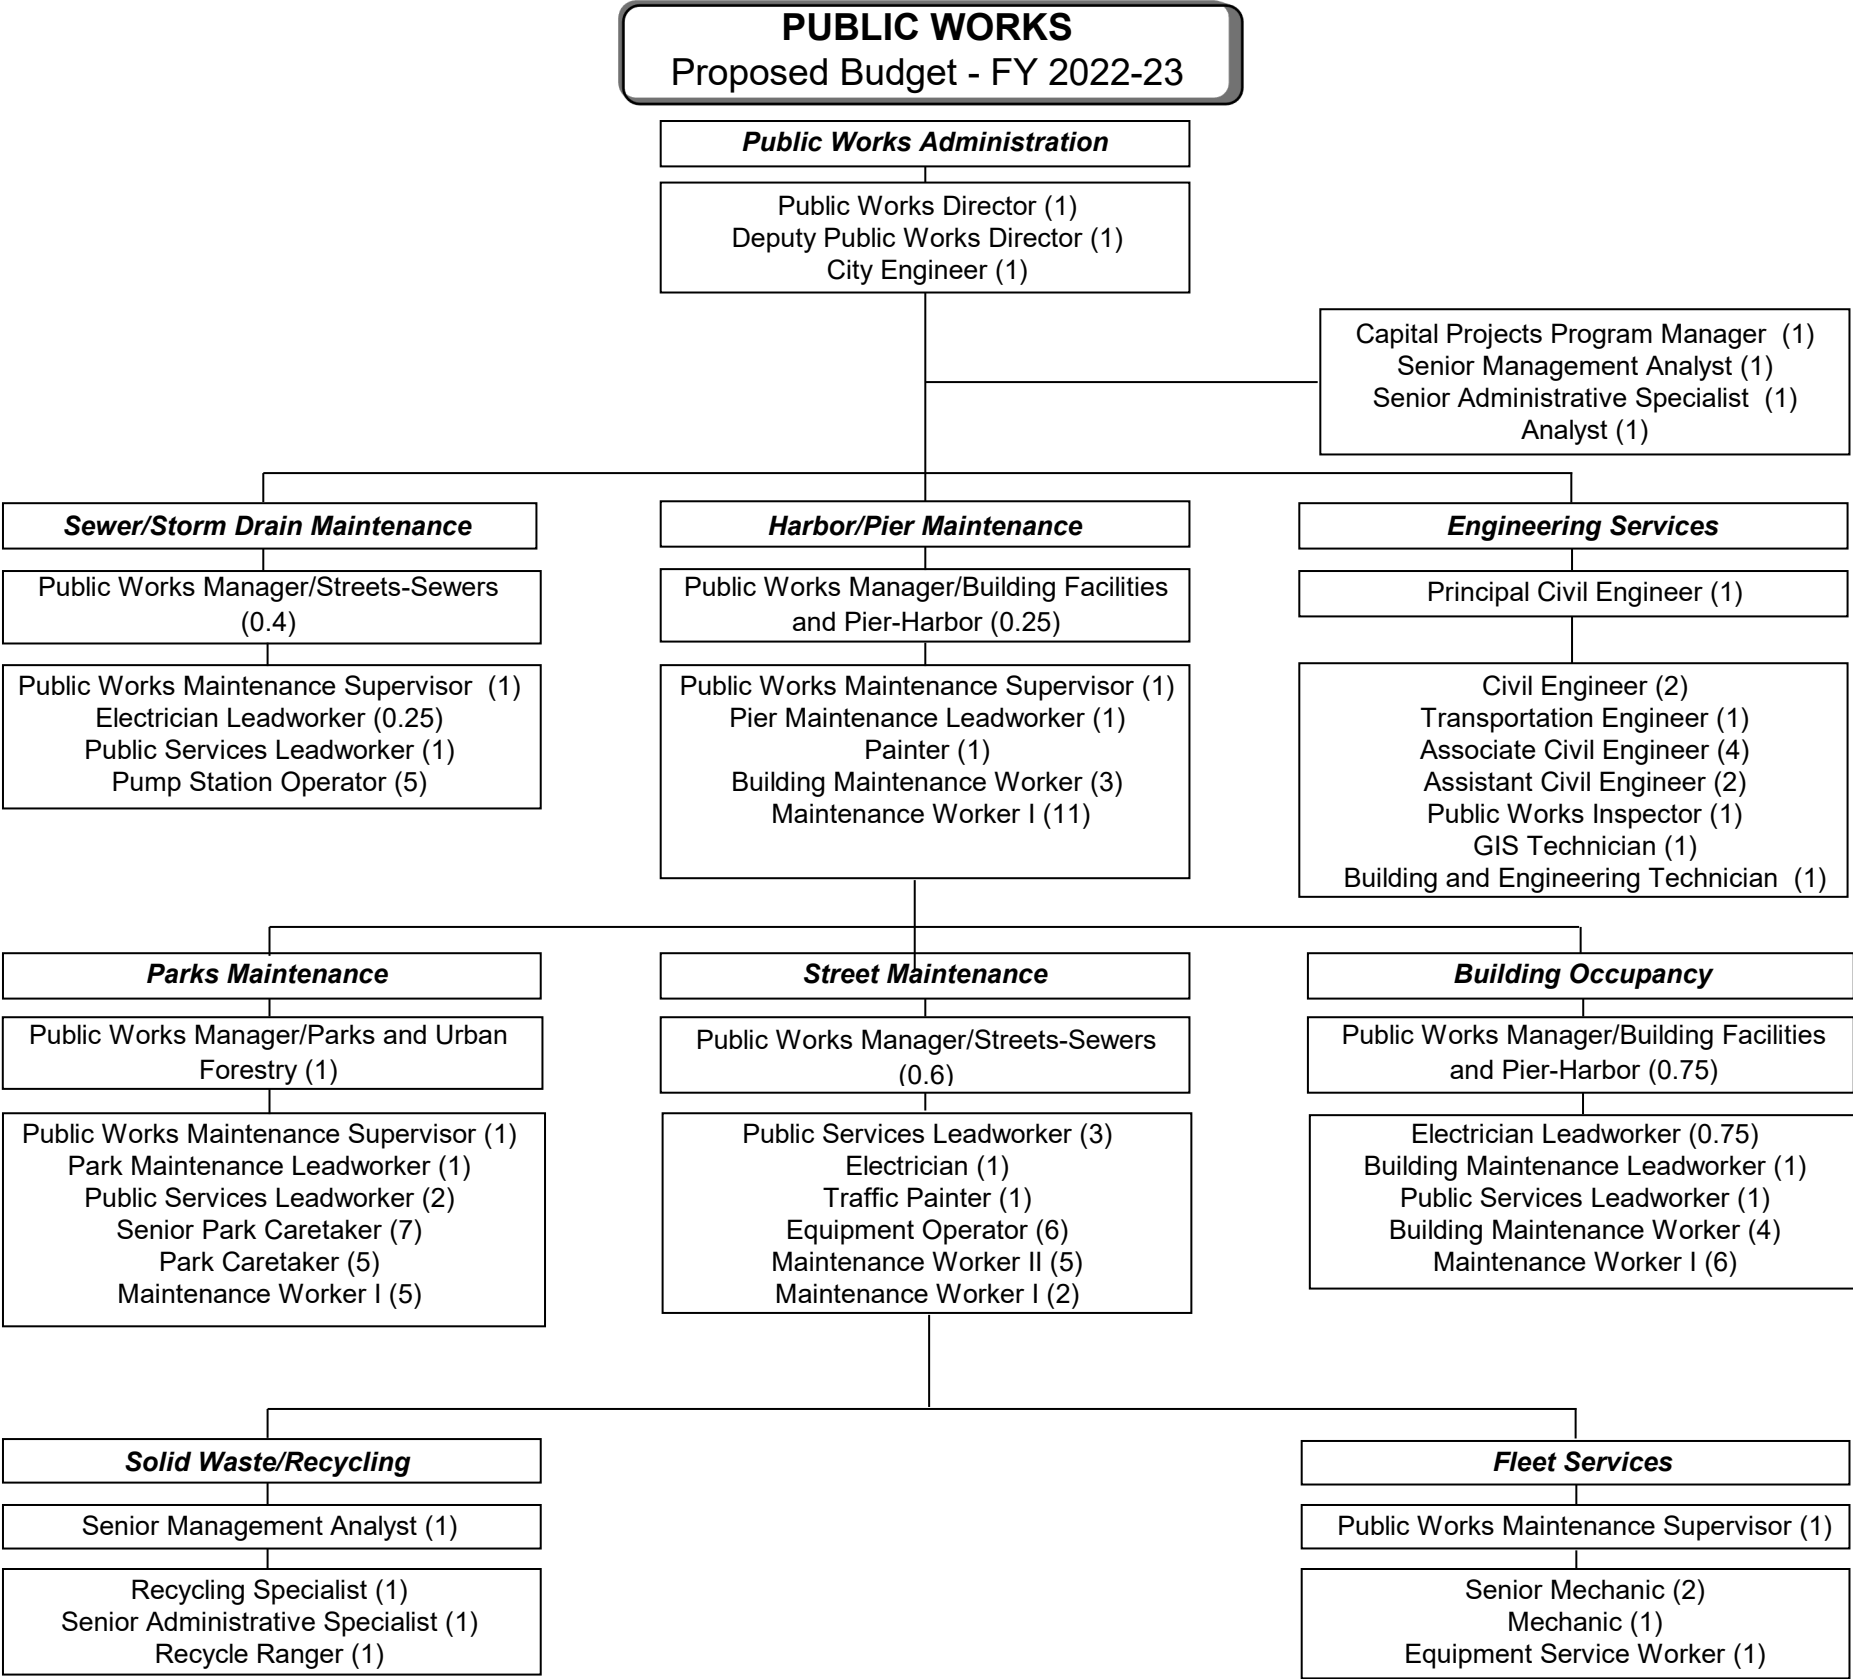 PUBLIC WORKS
Proposed Budget - FY 2022-23
Public Works Administration
Public Works Director (1)
Deputy Public Works Director (1)
City Engineer (1)
Capital Projects Program Manager (1)
Senior Management Analyst (1)
Senior Administrative Specialist (1)
Analyst (1)
Sewer/Storm Drain Maintenance
Public Works Manager/Streets-Sewers
(0.4)
Public Works Maintenance Supervisor (1)
Electrician Leadworker (0.25)
Public Services Leadworker (1)
Pump Station Operator (5)
Harbor/Pier Maintenance
Public Works Manager/Building Facilities
and Pier-Harbor (0.25)
Public Works Maintenance Supervisor (1)
Pier Maintenance Leadworker (1)
Painter (1)
Building Maintenance Worker (3)
Maintenance Worker I (11)
Engineering Services
Principal Civil Engineer (1)
Civil Engineer (2)
Transportation Engineer (1)
Associate Civil Engineer (4)
Assistant Civil Engineer (2)
Public Works Inspector (1)
GIS Technician (1)
Building and Engineering Technician (1)
Parks Maintenance
Public Works Manager/Parks and Urban
Forestry (1)
Public Works Maintenance Supervisor (1)
Park Maintenance Leadworker (1)
Public Services Leadworker (2)
Senior Park Caretaker (7)
Park Caretaker (5)
Maintenance Worker I (5)
Street Maintenance
Public Works Manager/Streets-Sewers
(0.6)
Public Services Leadworker (3)
Electrician (1)
Traffic Painter (1)
Equipment Operator (6)
Maintenance Worker II (5)
Maintenance Worker I (2)
Building Occupancy
Public Works Manager/Building Facilities
and Pier-Harbor (0.75)
Electrician Leadworker (0.75)
Building Maintenance Leadworker (1)
Public Services Leadworker (1)
Building Maintenance Worker (4)
Maintenance Worker I (6)
Solid Waste/Recycling
Senior Management Analyst (1)
Recycling Specialist (1)
Senior Administrative Specialist (1)
Recycle Ranger (1)
Fleet Services
Public Works Maintenance Supervisor (1)
Senior Mechanic (2)
Mechanic (1)
Equipment Service Worker (1)